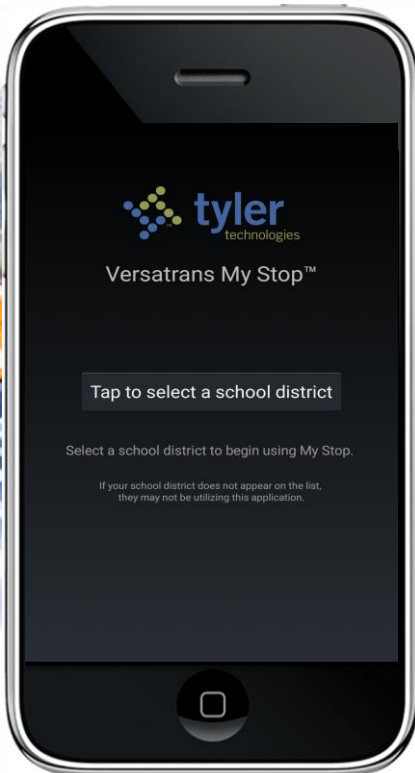 tyler
technologies
Versatrans My Stop™
Tap to select a school district
Select a school district to begin using My Stop.
If your school district does not appear on the list,
they may not be utilizing this application.